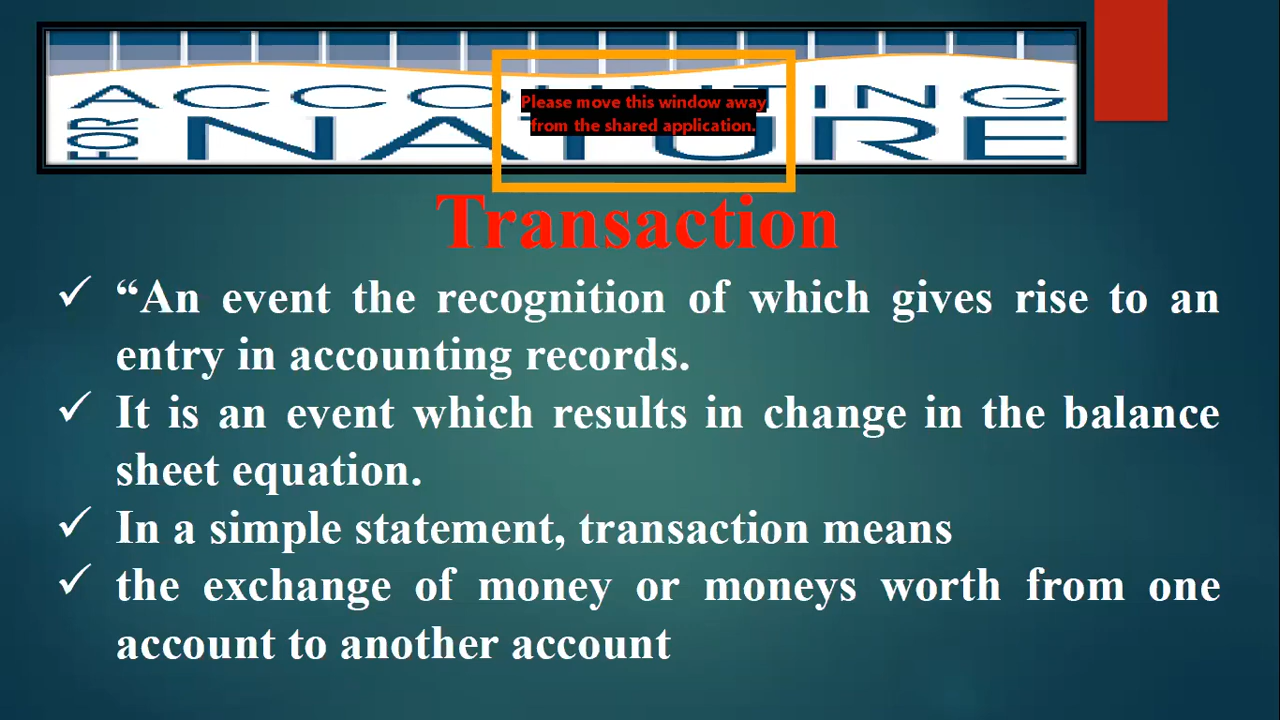 ACCOUNTING
FOR NATURE
Please move this window away
from the shared application.
Transaction
✓ “An event the recognition of which gives rise to an
entry in accounting records.
✓ It is an event which results in change in the balance
sheet equation.
✓ In a simple statement, transaction means
✓ the exchange of money or moneys worth from one
account to another account